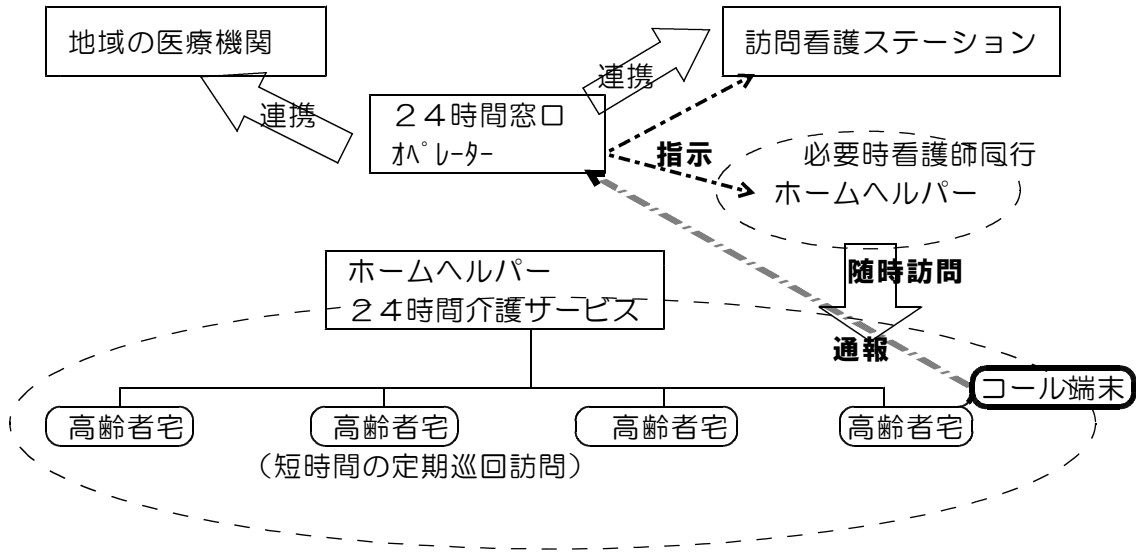 地域の医療機関
訪問看護ステーション
連携
連携
２４時間窓口
ｵﾍﾟﾚｰﾀｰ
指示
必要時看護師同行
ホームヘルパー
ホームヘルパー
２４時間介護サービス
随時訪問
通報
コール端末
高齢者宅
高齢者宅
高齢者宅
高齢者宅
（短時間の定期巡回訪問）